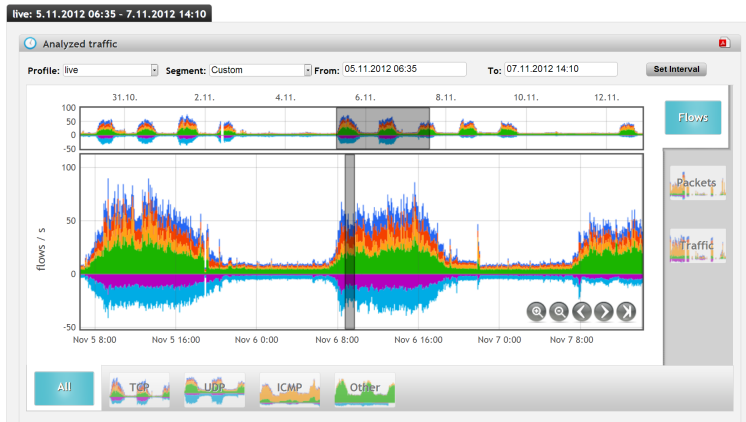 live: 5.11.2012 06:35 - 7.11.2012 14:10
Analyzed traffic
Profile: live Segment: Custom From: 05.11.2012 06:35 To: 07.11.2012 14:10 Set Interval
31.10. 2.11. 4.11. 6.11. 8.11. 10.11. 12.11.
100
50
0
-50
Flows
100
50
0
-50
flows / s
Packets
Traffic
Nov 5 8:00 Nov 5 16:00 Nov 6 0:00 Nov 6 8:00 Nov 6 16:00 Nov 7 0:00 Nov 7 8:00
All TCP UDP ICMP Other